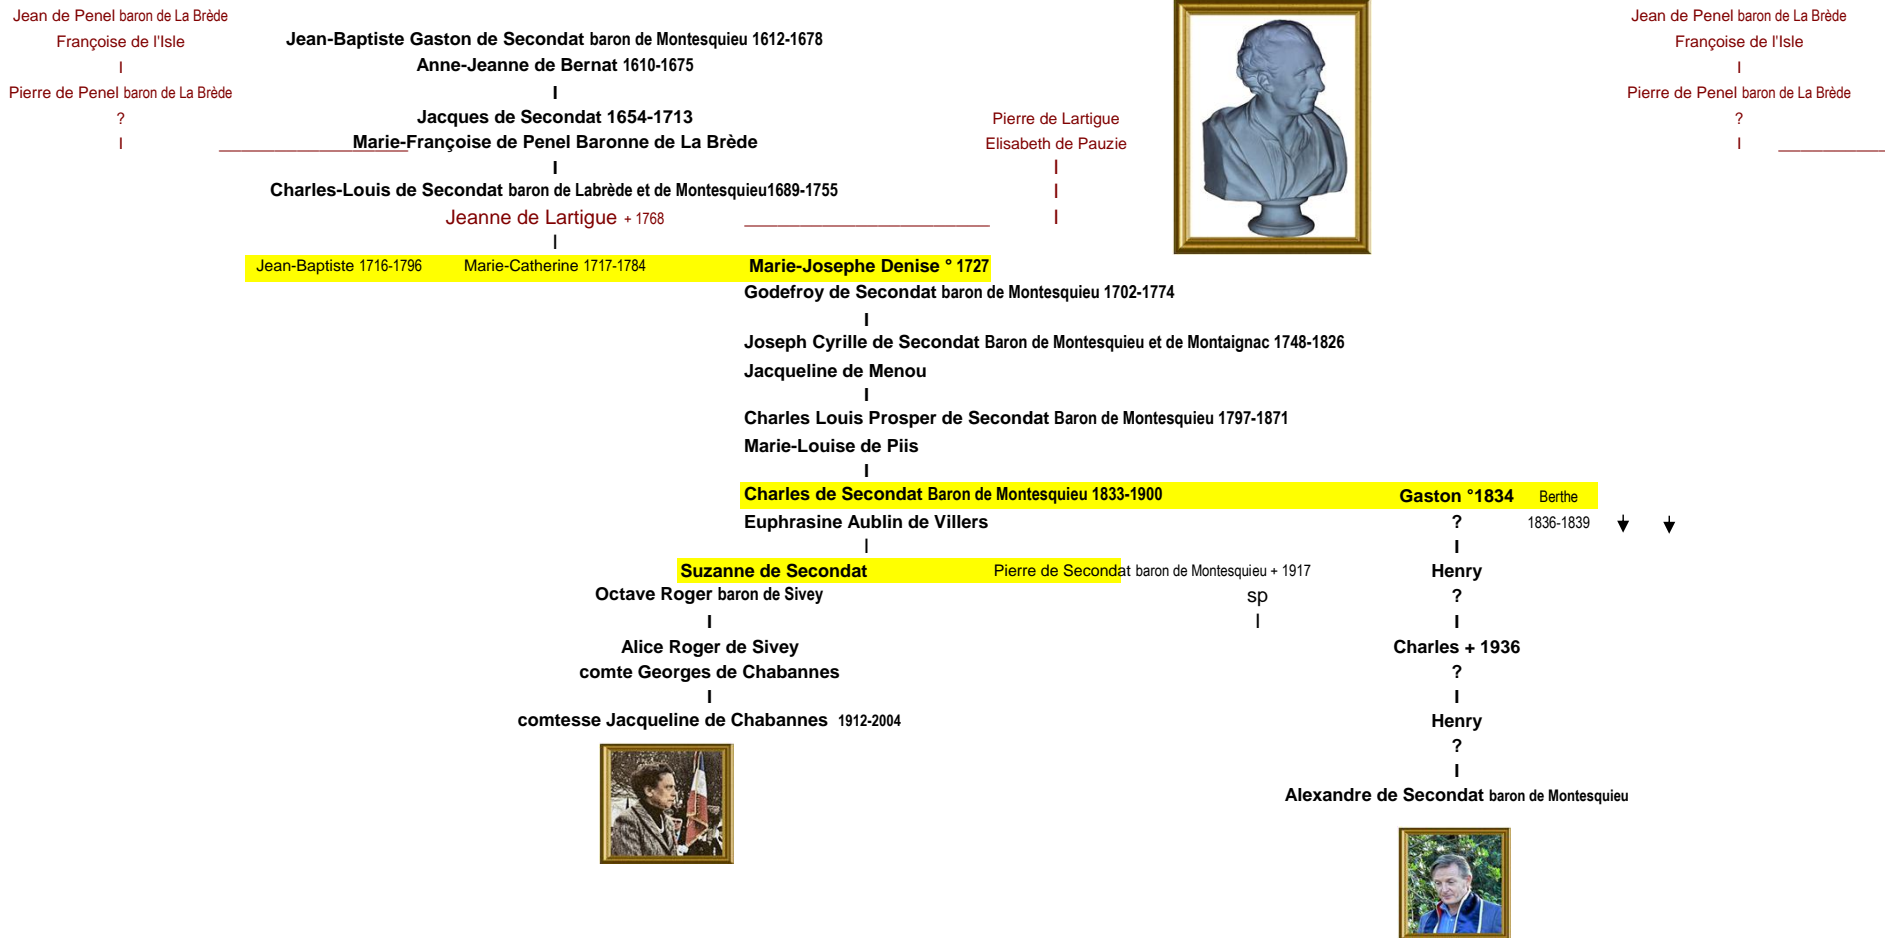 Jean de Penel baron de La Brède Jean de Penel baron de La Brède
Françoise de l'Isle Jean-Baptiste Gaston de Secondat baron de Montesquieu 1612-1678 Françoise de l'Isle
I Anne-Jeanne de Bernat 1610-1675 I
Pierre de Penel baron de La Brède I Pierre de Penel baron de La Brède
? Jacques de Secondat 1654-1713 Pierre de Lartigue ?
I Marie-Françoise de Penel Baronne de La Brède Elisabeth de Pauzie I
I I
Charles-Louis de Secondat baron de Labrède et de Montesquieu1689-1755 I
Jeanne de Lartigue + 1768 I
I
Jean-Baptiste 1716-1796 Marie-Catherine 1717-1784 Marie-Josephe Denise ° 1727
Godefroy de Secondat baron de Montesquieu 1702-1774
I
Joseph Cyrille de Secondat Baron de Montesquieu et de Montaignac 1748-1826
Jacqueline de Menou
I
Charles Louis Prosper de Secondat Baron de Montesquieu 1797-1871
Marie-Louise de Piis
I
Charles de Secondat Baron de Montesquieu 1833-1900 Gaston °1834 Berthe
Euphrasine Aublin de Villers ? 1836-1839
I I
Suzanne de Secondat Pierre de Secondat baron de Montesquieu + 1917 Henry
Octave Roger baron de Sivey sp ?
I I I
Alice Roger de Sivey Charles + 1936
comte Georges de Chabannes ?
I I
comtesse Jacqueline de Chabannes 1912-2004 Henry
?
I
Alexandre de Secondat baron de Montesquieu